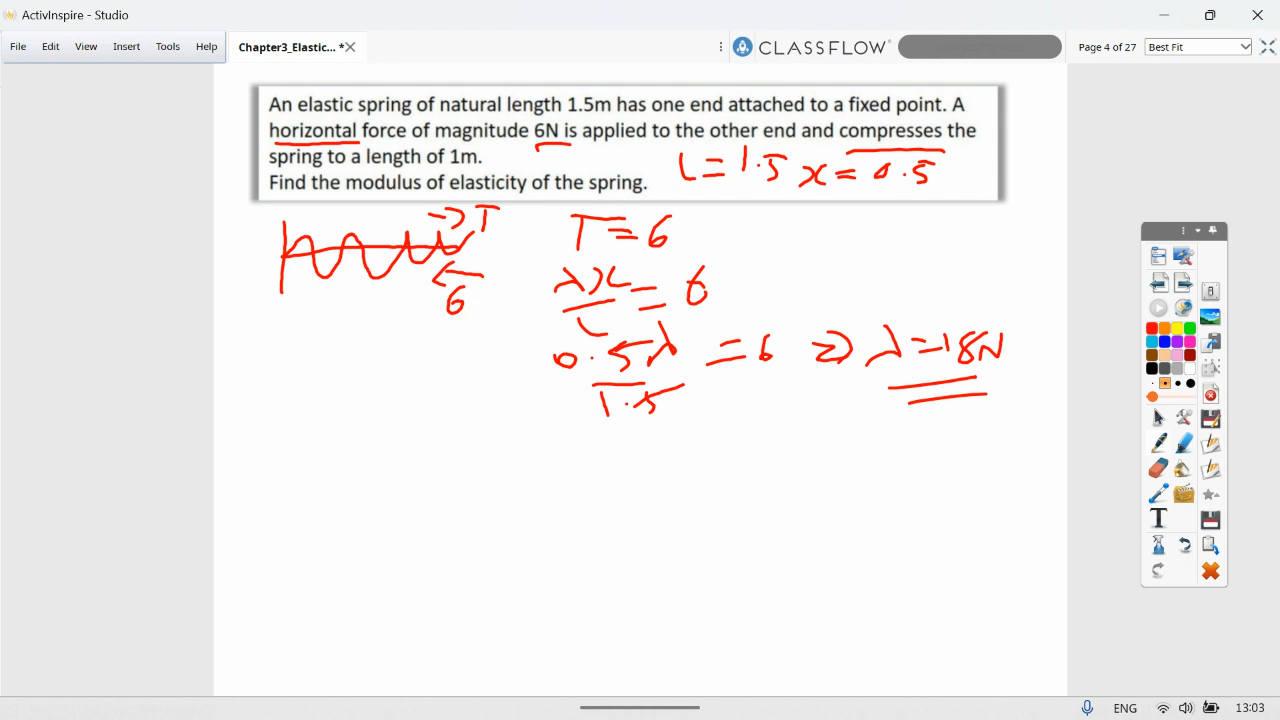 ActivInspire - Studio
File Edit View Insert Tools Help
Chapter3_Elastic... *
CLASSFLOW
Page 4 of 27
Best Fit
An elastic spring of natural length 1.5m has one end attached to a fixed point. A
horizontal force of magnitude 6N is applied to the other end and compresses the
spring to a length of 1m.
Find the modulus of elasticity of the spring.
l = 1.5 x = 0.5
→ T
← 6
T = 6
λx/l = 6
0.5λ/1.5 = 6 ⇒ λ = 18N
T
ENG
13:03